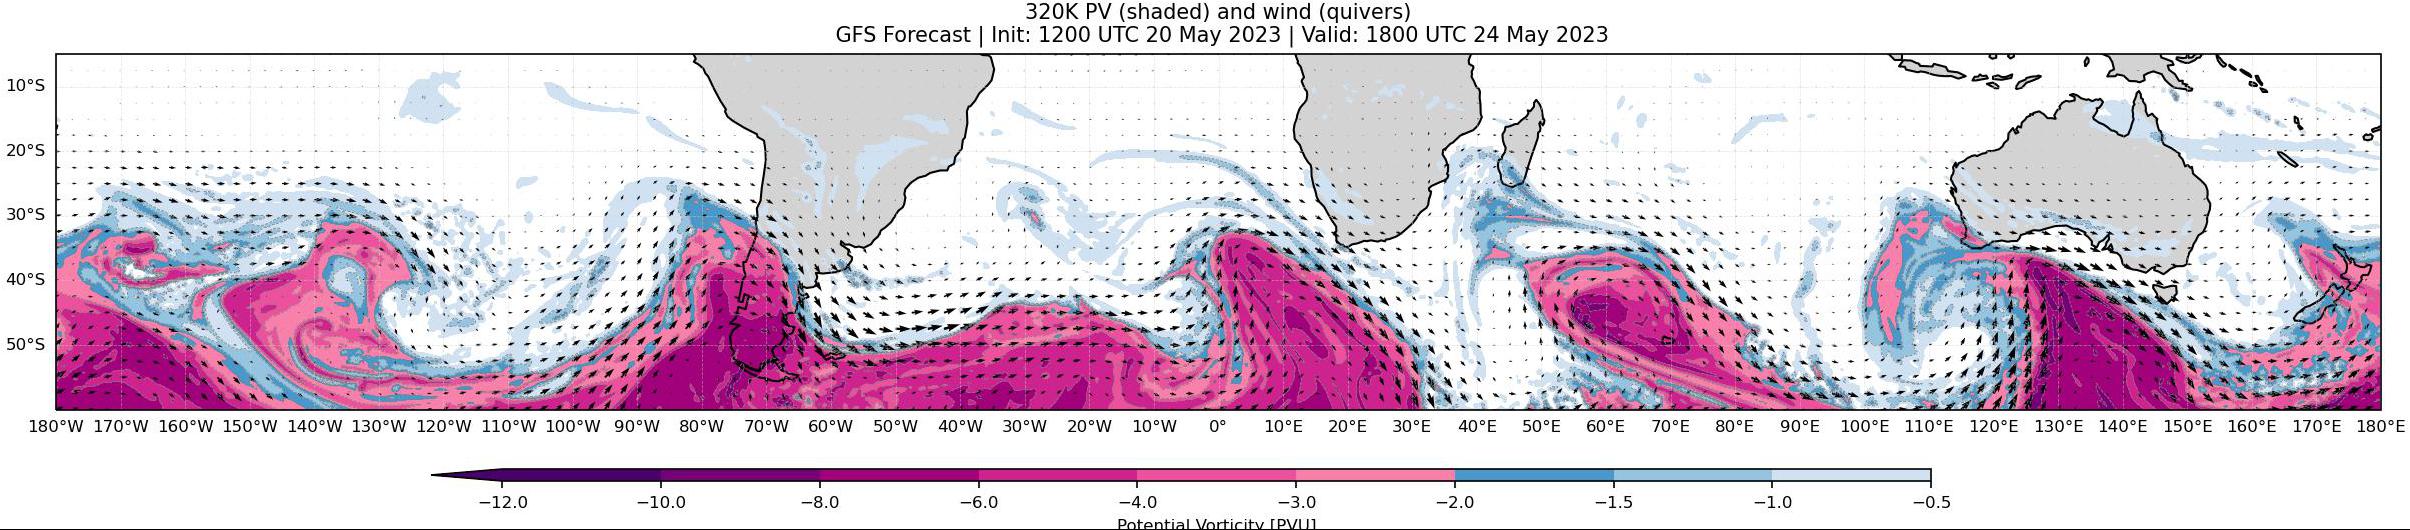 320K PV (shaded) and wind (quivers)
GFS Forecast | Init: 1200 UTC 20 May 2023 | Valid: 1800 UTC 24 May 2023
10°S
20°S
30°S
40°S
50°S
180°W 170°W 160°W 150°W 140°W 130°W 120°W 110°W 100°W 90°W 80°W 70°W 60°W 50°W 40°W 30°W 20°W 10°W 0° 10°E 20°E 30°E 40°E 50°E 60°E 70°E 80°E 90°E 100°E 110°E 120°E 130°E 140°E 150°E 160°E 170°E 180°E
−12.0 −10.0 −8.0 −6.0 −4.0 −3.0 −2.0 −1.5 −1.0 −0.5
Potential Vorticity [PVU]